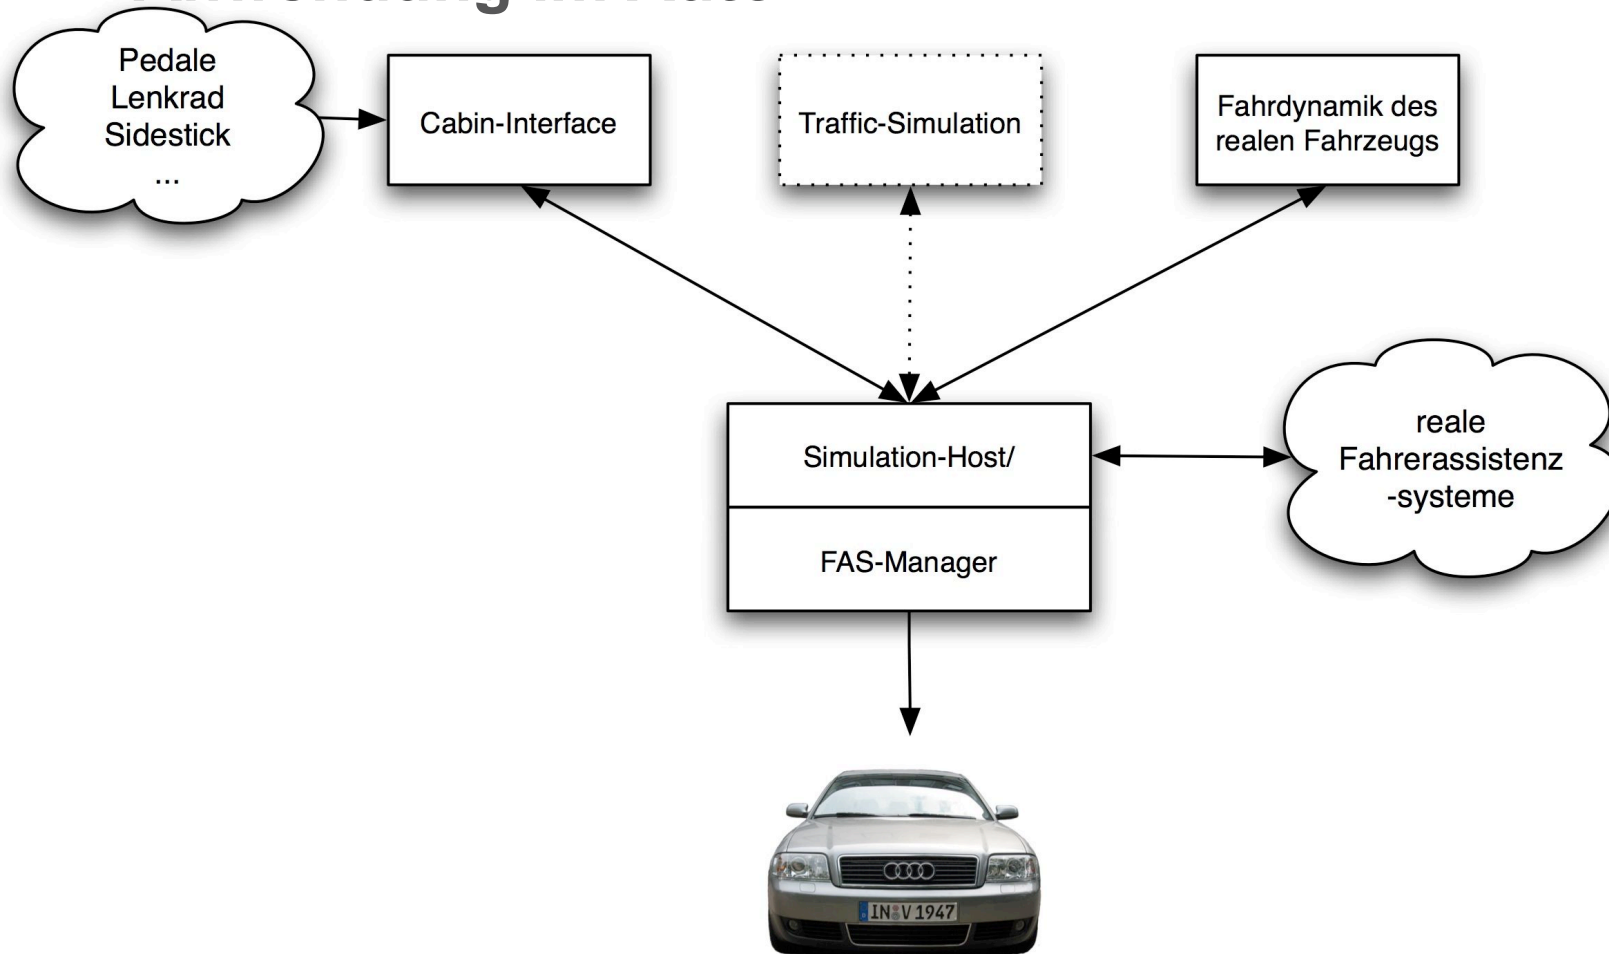 Pedale
Lenkrad
Sidestick
...
Cabin-Interface
Traffic-Simulation
Fahrdynamik des
realen Fahrzeugs
Simulation-Host/
FAS-Manager
reale
Fahrerassistenz
-systeme
IN V 1947